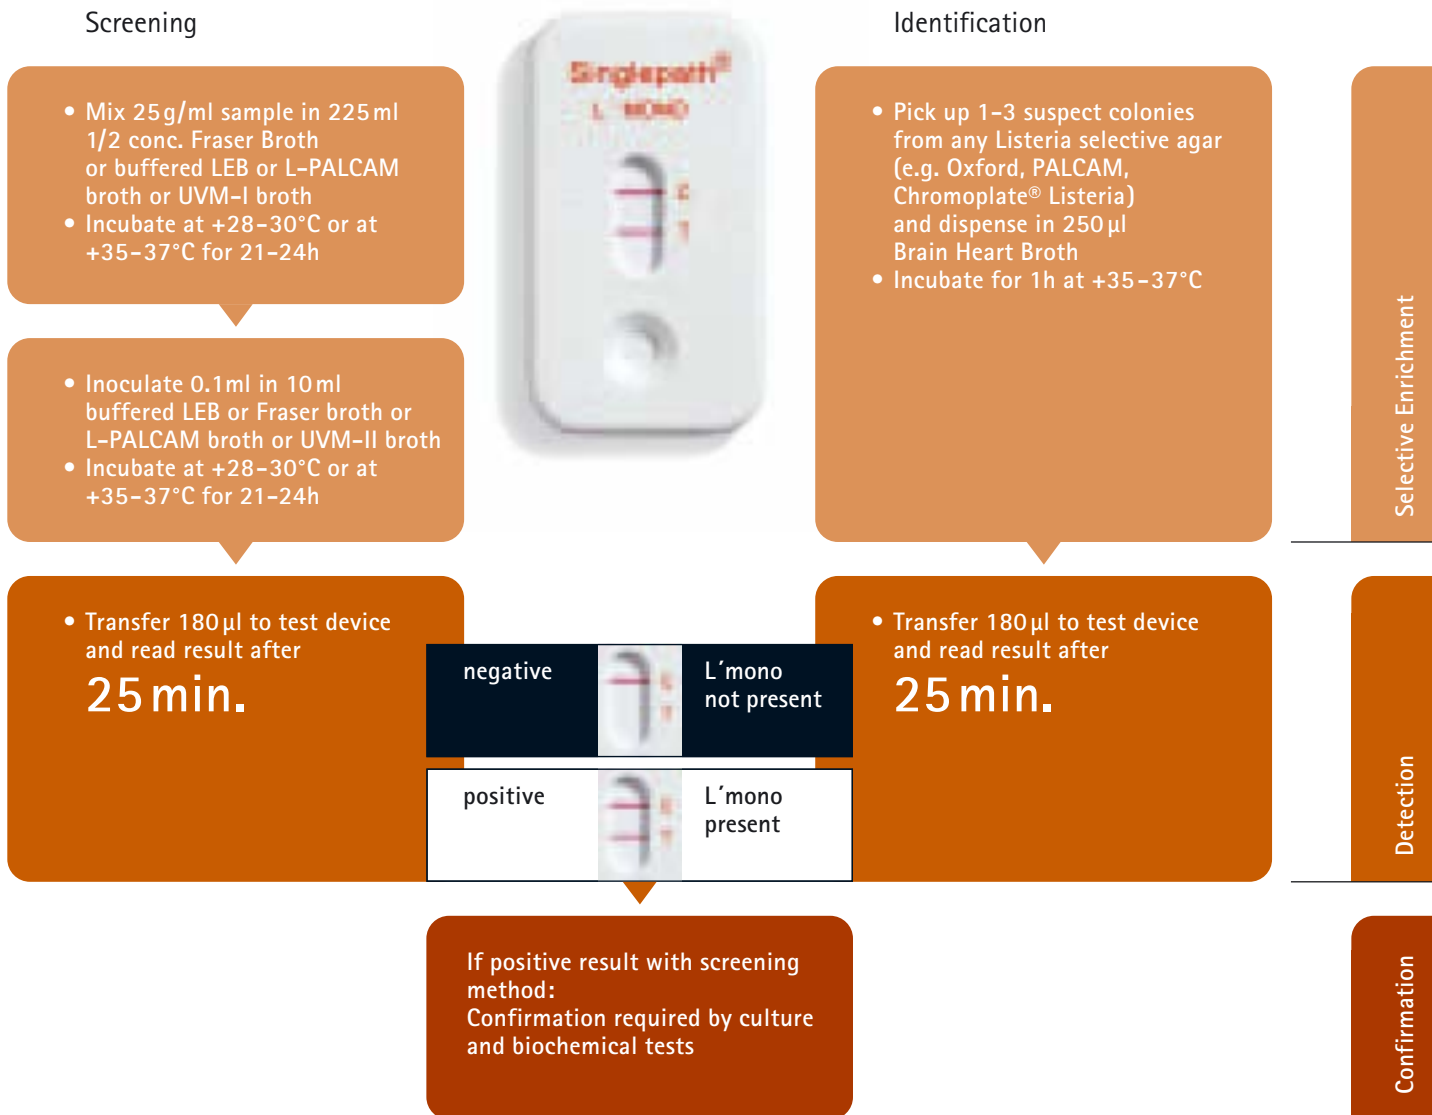 Screening
• Mix 25 g/ml sample in 225 ml
1/2 conc. Fraser Broth
or buffered LEB or L-PALCAM
broth or UVM-I broth
• Incubate at +28-30°C or at
+35-37°C for 21-24h
• Inoculate 0.1ml in 10 ml
buffered LEB or Fraser broth or
L-PALCAM broth or UVM-II broth
• Incubate at +28-30°C or at
+35-37°C for 21-24h
• Transfer 180 µl to test device
and read result after
25 min.
Singlepath®
L´MONO
C
T
Identification
• Pick up 1-3 suspect colonies
from any Listeria selective agar
(e.g. Oxford, PALCAM,
Chromoplate® Listeria)
and dispense in 250 µl
Brain Heart Broth
• Incubate for 1h at +35-37°C
• Transfer 180 µl to test device
and read result after
25 min.
negative
C
T
L´mono
not present
positive
C
T
L´mono
present
If positive result with screening
method:
Confirmation required by culture
and biochemical tests
Selective Enrichment
Detection
Confirmation